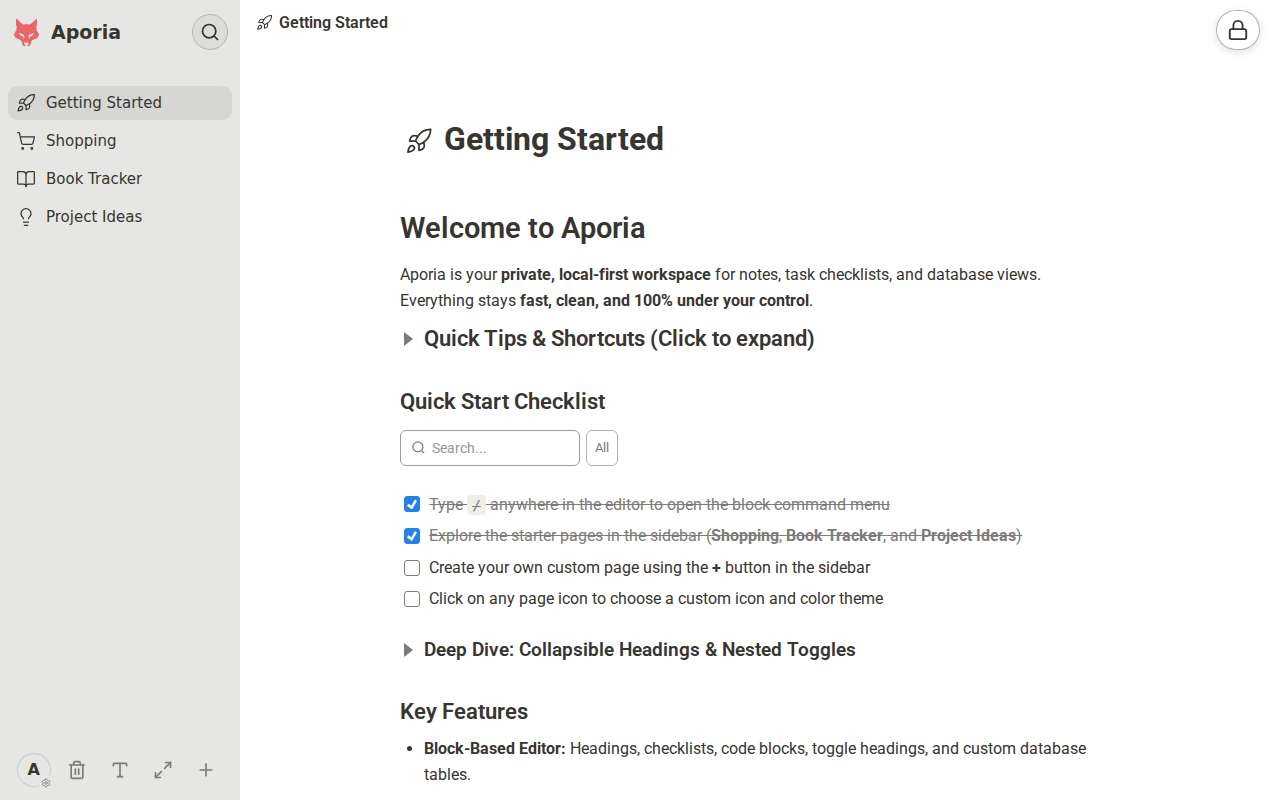 Aporia
Getting Started
Shopping
Book Tracker
Project Ideas
A
Getting Started
Getting Started
Welcome to Aporia
Aporia is your private, local-first workspace for notes, task checklists, and database views.
Everything stays fast, clean, and 100% under your control.
Quick Tips & Shortcuts (Click to expand)
Quick Start Checklist
Search...
All
Type / anywhere in the editor to open the block command menu
Explore the starter pages in the sidebar (Shopping, Book Tracker, and Project Ideas)
Create your own custom page using the + button in the sidebar
Click on any page icon to choose a custom icon and color theme
Deep Dive: Collapsible Headings & Nested Toggles
Key Features
• Block-Based Editor: Headings, checklists, code blocks, toggle headings, and custom database
tables.